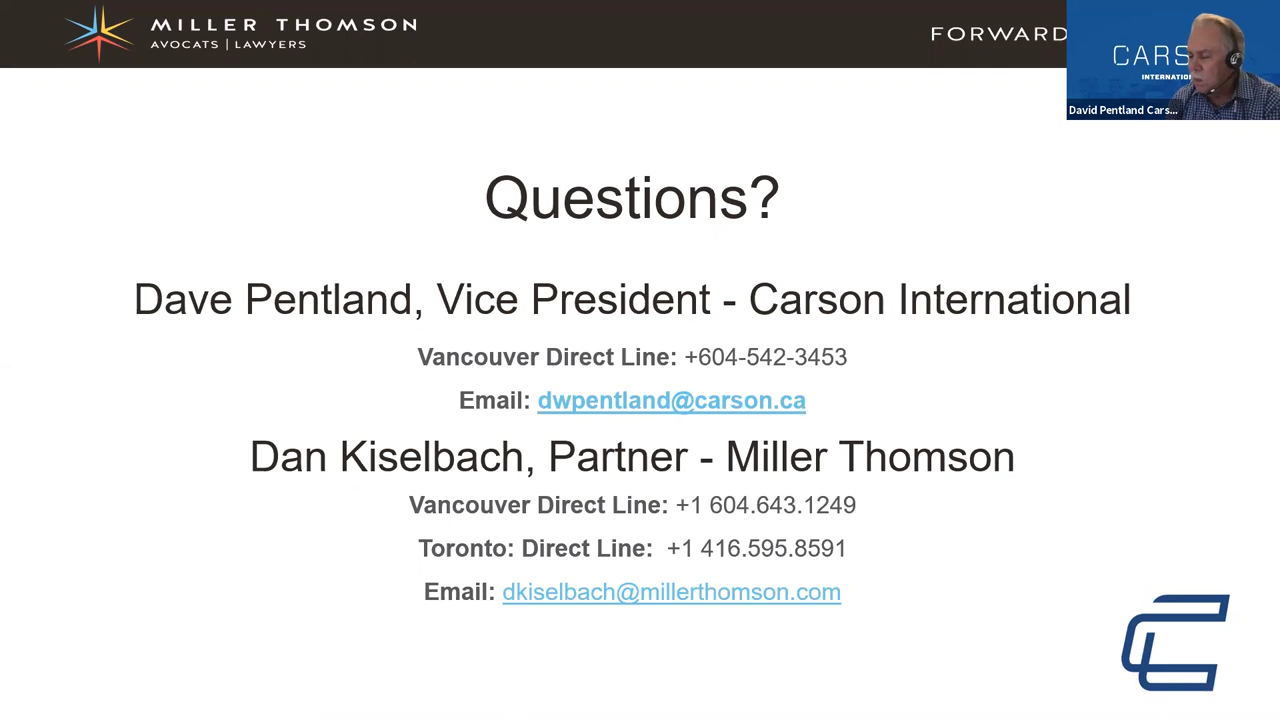 MILLER THOMSON
AVOCATS | LAWYERS
FORWARD
CARS
INTERNATIO
David Pentland Cars...
Questions?
Dave Pentland, Vice President - Carson International
Vancouver Direct Line: +604-542-3453
Email: dwpentland@carson.ca
Dan Kiselbach, Partner - Miller Thomson
Vancouver Direct Line: +1 604.643.1249
Toronto: Direct Line: +1 416.595.8591
Email: dkiselbach@millerthomson.com